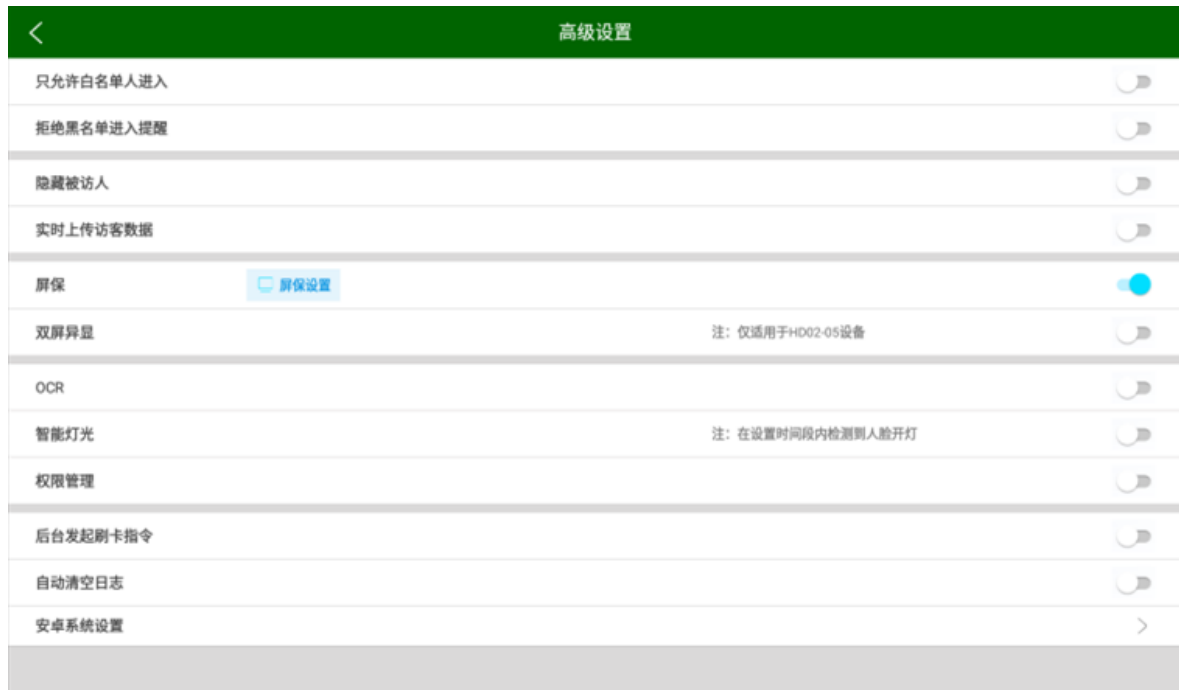 高级设置
只允许白名单人进入
拒绝黑名单进入提醒
隐藏被访人
实时上传访客数据
屏保 屏保设置
双屏异显 注：仅适用于HD02-05设备
OCR
智能灯光 注：在设置时间段内检测到人脸开灯
权限管理
后台发起刷卡指令
自动清空日志
安卓系统设置